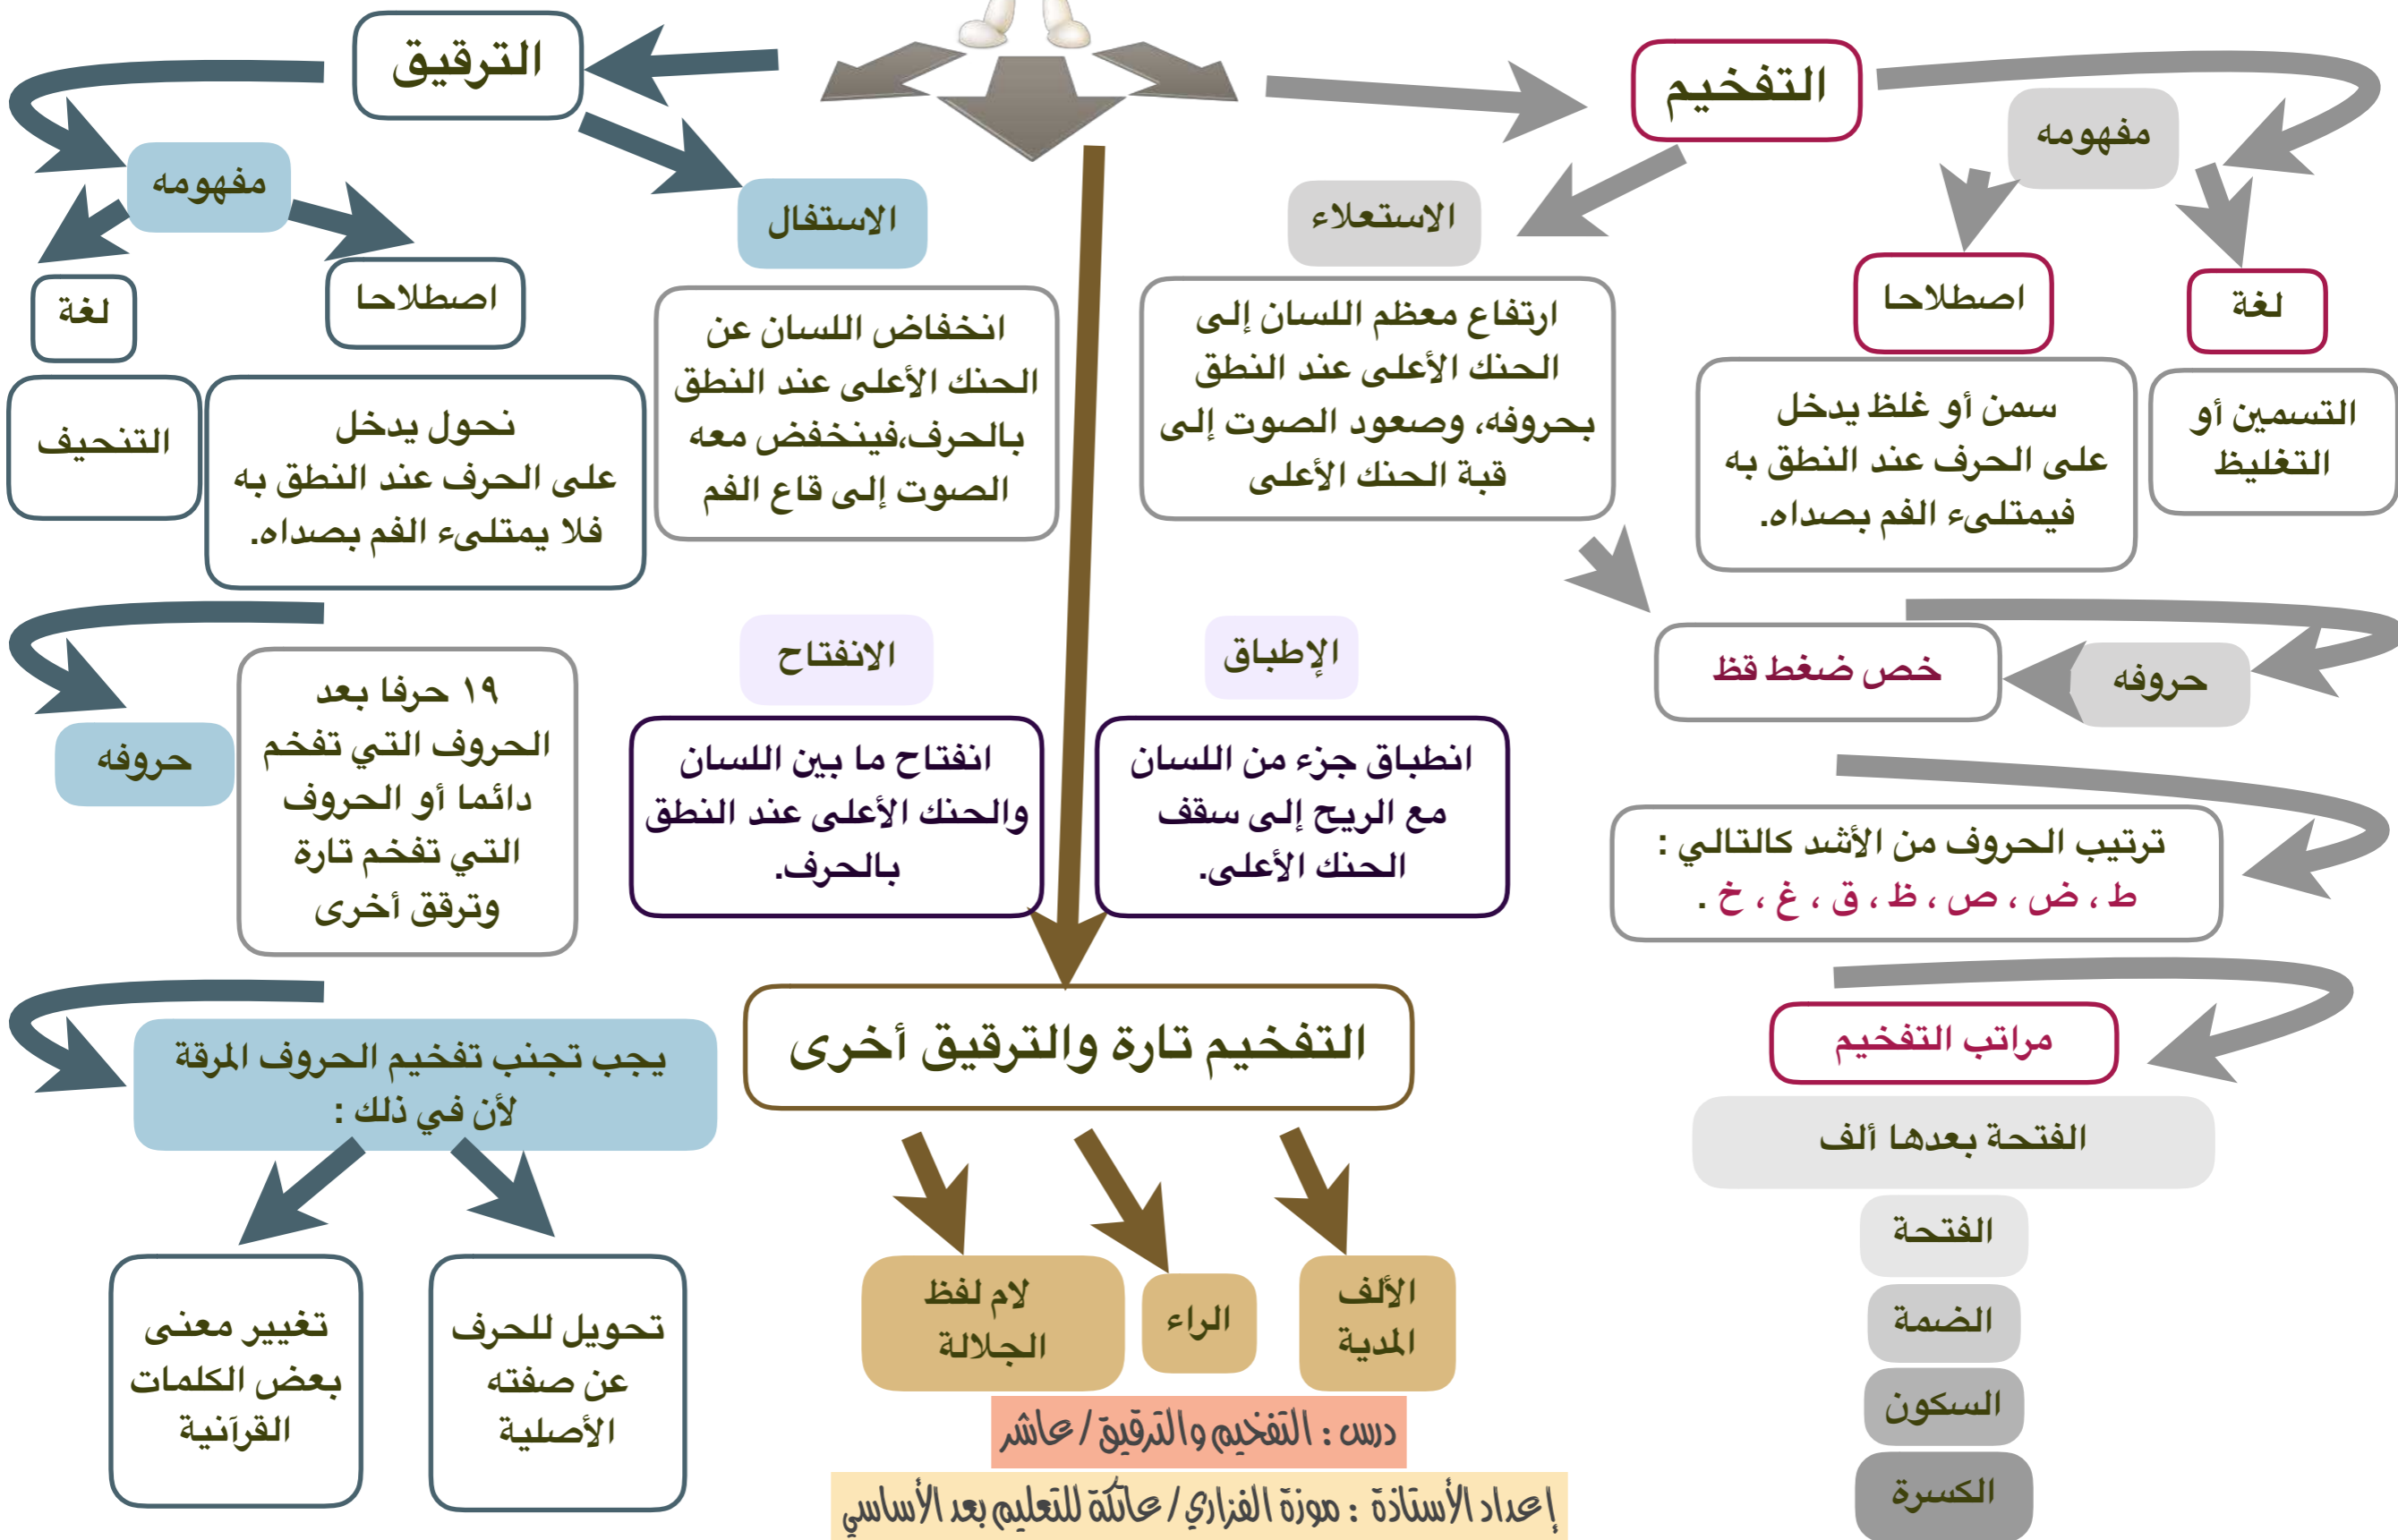 التفخيم
مفهومه
لغة
التسمين أو
التغليظ
اصطلاحا
سمن أو غلظ يدخل
على الحرف عند النطق به
فيمتلىء الفم بصداه.
الاستعلاء
ارتفاع معظم اللسان إلى
الحنك الأعلى عند النطق
بحروفه، وصعود الصوت إلى
قبة الحنك الأعلى
حروفه
خص ضغط قظ
ترتيب الحروف من الأشد كالتالي :
ط ، ض ، ص ، ظ ، ق ، غ ، خ .
مراتب التفخيم
الفتحة بعدها ألف
الفتحة
الضمة
السكون
الكسرة
الإطباق
انطباق جزء من اللسان
مع الريح إلى سقف
الحنك الأعلى.
الترقيق
مفهومه
لغة
التنحيف
اصطلاحا
نحول يدخل
على الحرف عند النطق به
فلا يمتلىء الفم بصداه.
الاستفال
انخفاض اللسان عن
الحنك الأعلى عند النطق
بالحرف،فينخفض معه
الصوت إلى قاع الفم
الانفتاح
انفتاح ما بين اللسان
والحنك الأعلى عند النطق
بالحرف.
حروفه
١٩ حرفا بعد
الحروف التي تفخم
دائما أو الحروف
التي تفخم تارة
وترقق أخرى
يجب تجنب تفخيم الحروف المرقة
لأن في ذلك :
تحويل للحرف
عن صفته
الأصلية
تغيير معنى
بعض الكلمات
القرآنية
التفخيم تارة والترقيق أخرى
الألف
المدية
الراء
لام لفظ
الجلالة
درس : التفخيم والترقيق / عاشر
إعداد الأستاذة : موزة الفزاري / عاتكة للتعليم بعد الأساسي